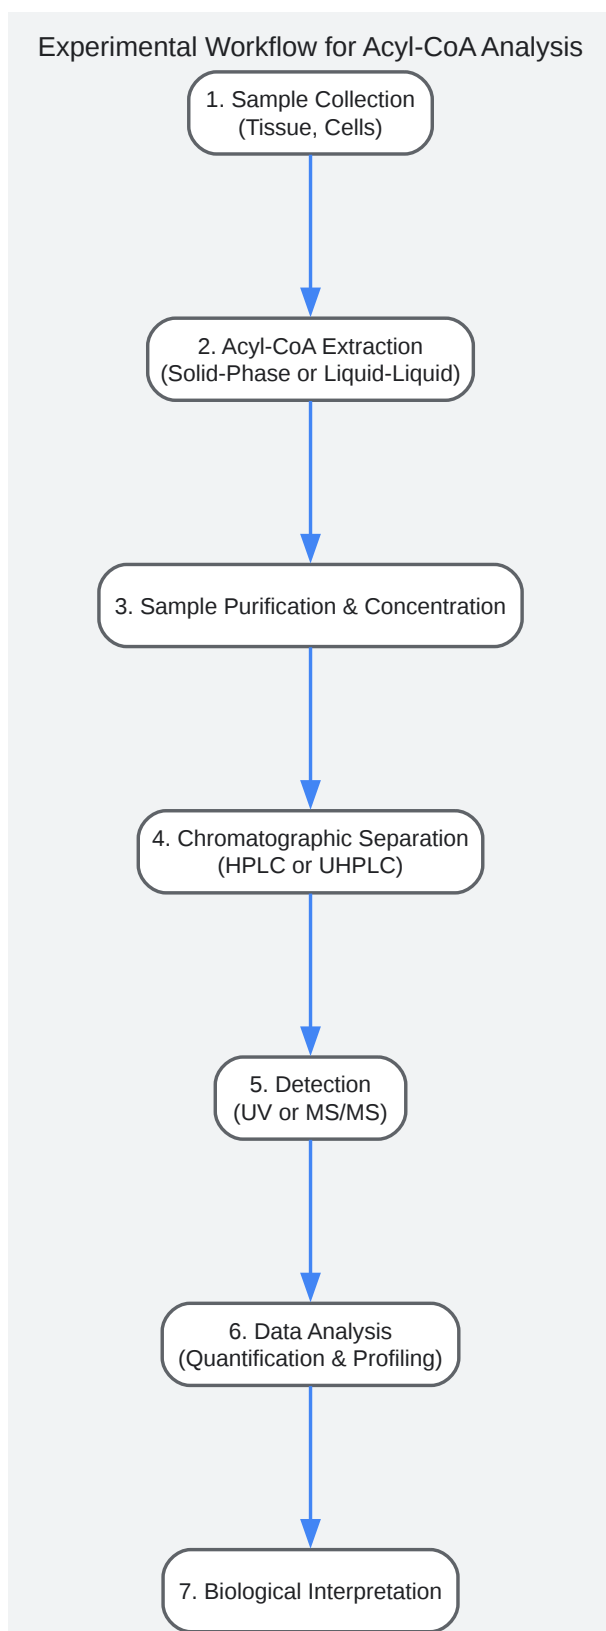 Experimental Workflow for Acyl-CoA Analysis
1. Sample Collection
(Tissue, Cells)
2. Acyl-CoA Extraction
(Solid-Phase or Liquid-Liquid)
3. Sample Purification & Concentration
4. Chromatographic Separation
(HPLC or UHPLC)
5. Detection
(UV or MS/MS)
6. Data Analysis
(Quantification & Profiling)
7. Biological Interpretation